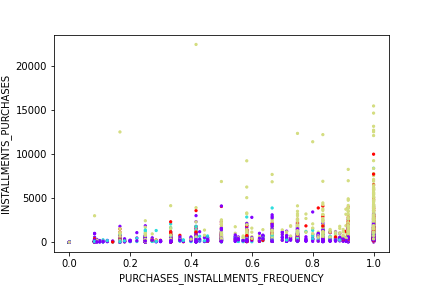 INSTALLMENTS_PURCHASES
20000
15000
10000
5000
0
0.0 0.2 0.4 0.6 0.8 1.0
PURCHASES_INSTALLMENTS_FREQUENCY